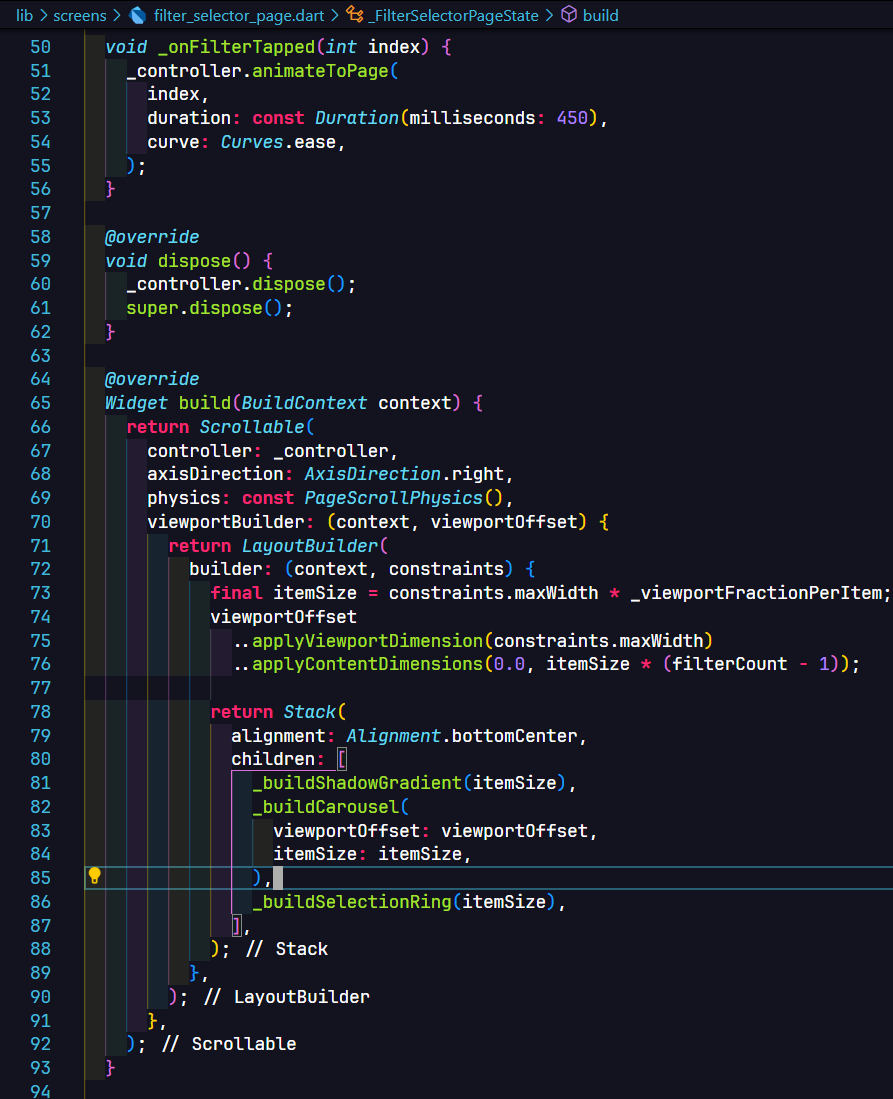 lib > screens > filter_selector_page.dart > _FilterSelectorPageState > build
50 void _onFilterTapped(int index) {
51 _controller.animateToPage(
52 index,
53 duration: const Duration(milliseconds: 450),
54 curve: Curves.ease,
55 );
56 }
57
58 @override
59 void dispose() {
60 _controller.dispose();
61 super.dispose();
62 }
63
64 @override
65 Widget build(BuildContext context) {
66 return Scrollable(
67 controller: _controller,
68 axisDirection: AxisDirection.right,
69 physics: const PageScrollPhysics(),
70 viewportBuilder: (context, viewportOffset) {
71 return LayoutBuilder(
72 builder: (context, constraints) {
73 final itemSize = constraints.maxWidth * _viewportFractionPerItem;
74 viewportOffset
75 ..applyViewportDimension(constraints.maxWidth)
76 ..applyContentDimensions(0.0, itemSize * (filterCount - 1));
77
78 return Stack(
79 alignment: Alignment.bottomCenter,
80 children: [
81 _buildShadowGradient(itemSize),
82 _buildCarousel(
83 viewportOffset: viewportOffset,
84 itemSize: itemSize,
85 ),
86 _buildSelectionRing(itemSize),
87 ],
88 ); // Stack
89 },
90 ); // LayoutBuilder
91 },
92 ); // Scrollable
93 }
94